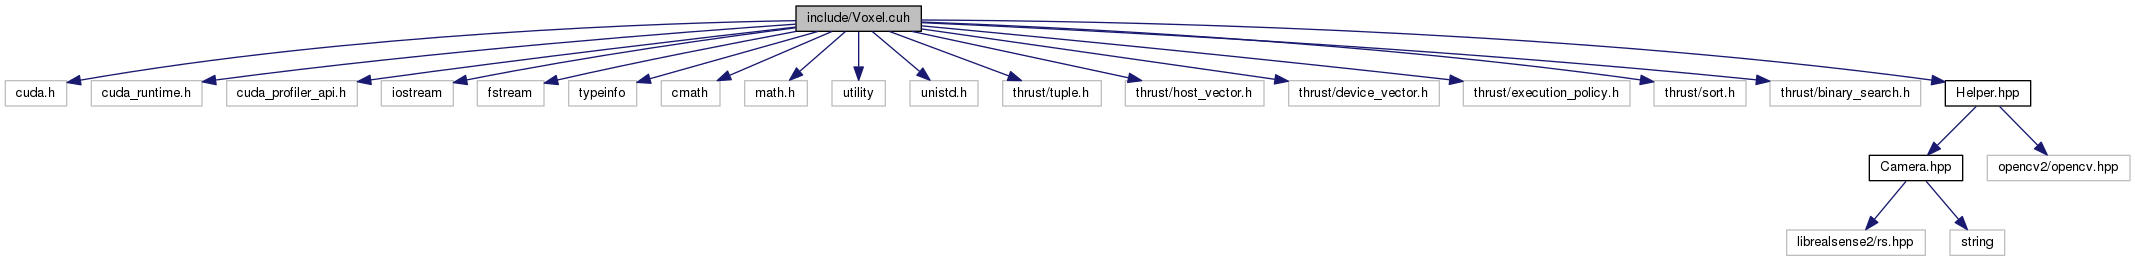 include/Voxel.cuh
cuda.h
cuda_runtime.h
cuda_profiler_api.h
iostream
fstream
typeinfo
cmath
math.h
utility
unistd.h
thrust/tuple.h
thrust/host_vector.h
thrust/device_vector.h
thrust/execution_policy.h
thrust/sort.h
thrust/binary_search.h
Helper.hpp
Camera.hpp
opencv2/opencv.hpp
librealsense2/rs.hpp
string